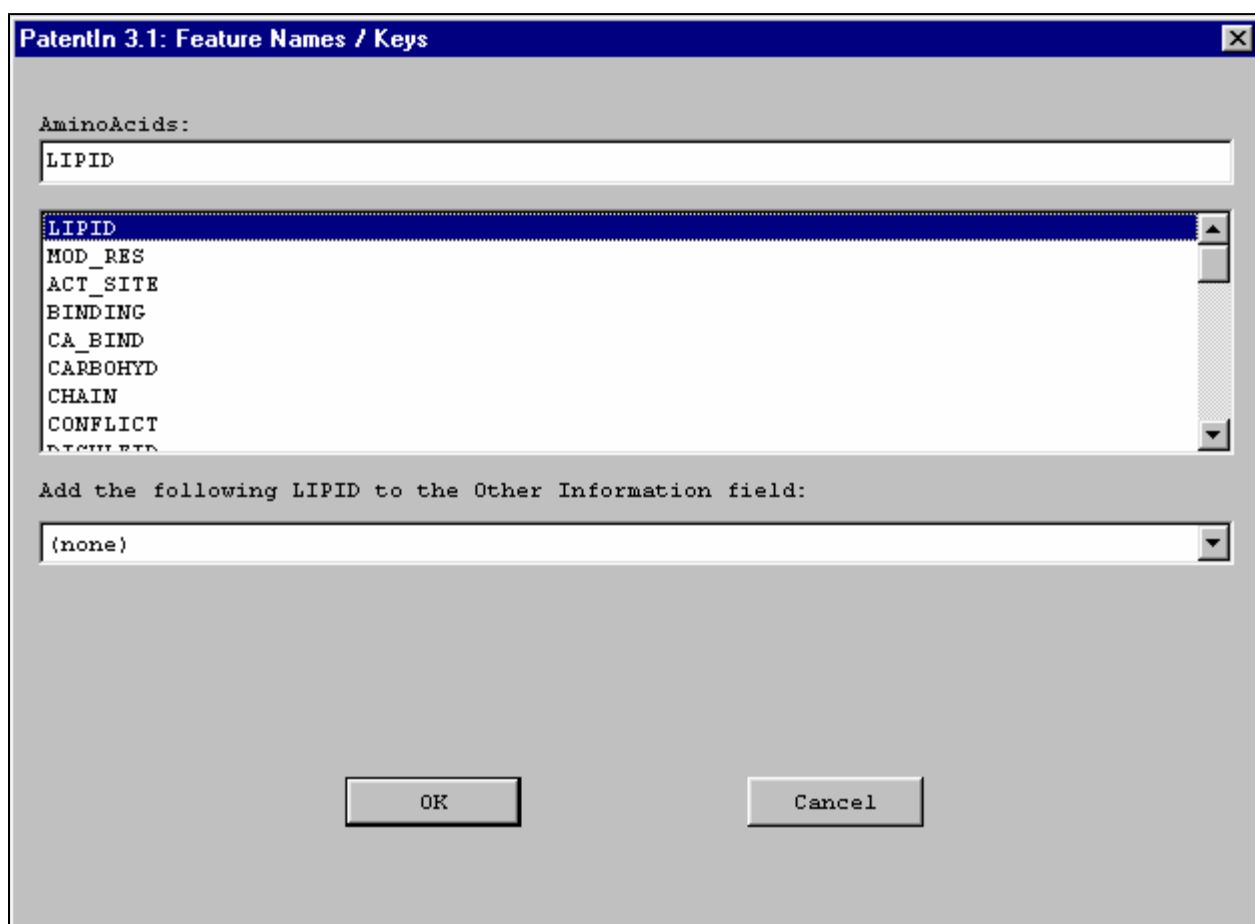 PatentIn 3.1: Feature Names / Keys
AminoAcids:
LIPID
LIPID
MOD_RES
ACT_SITE
BINDING
CA_BIND
CARBOHYD
CHAIN
CONFLICT
Add the following LIPID to the Other Information field:
(none)
OK
Cancel